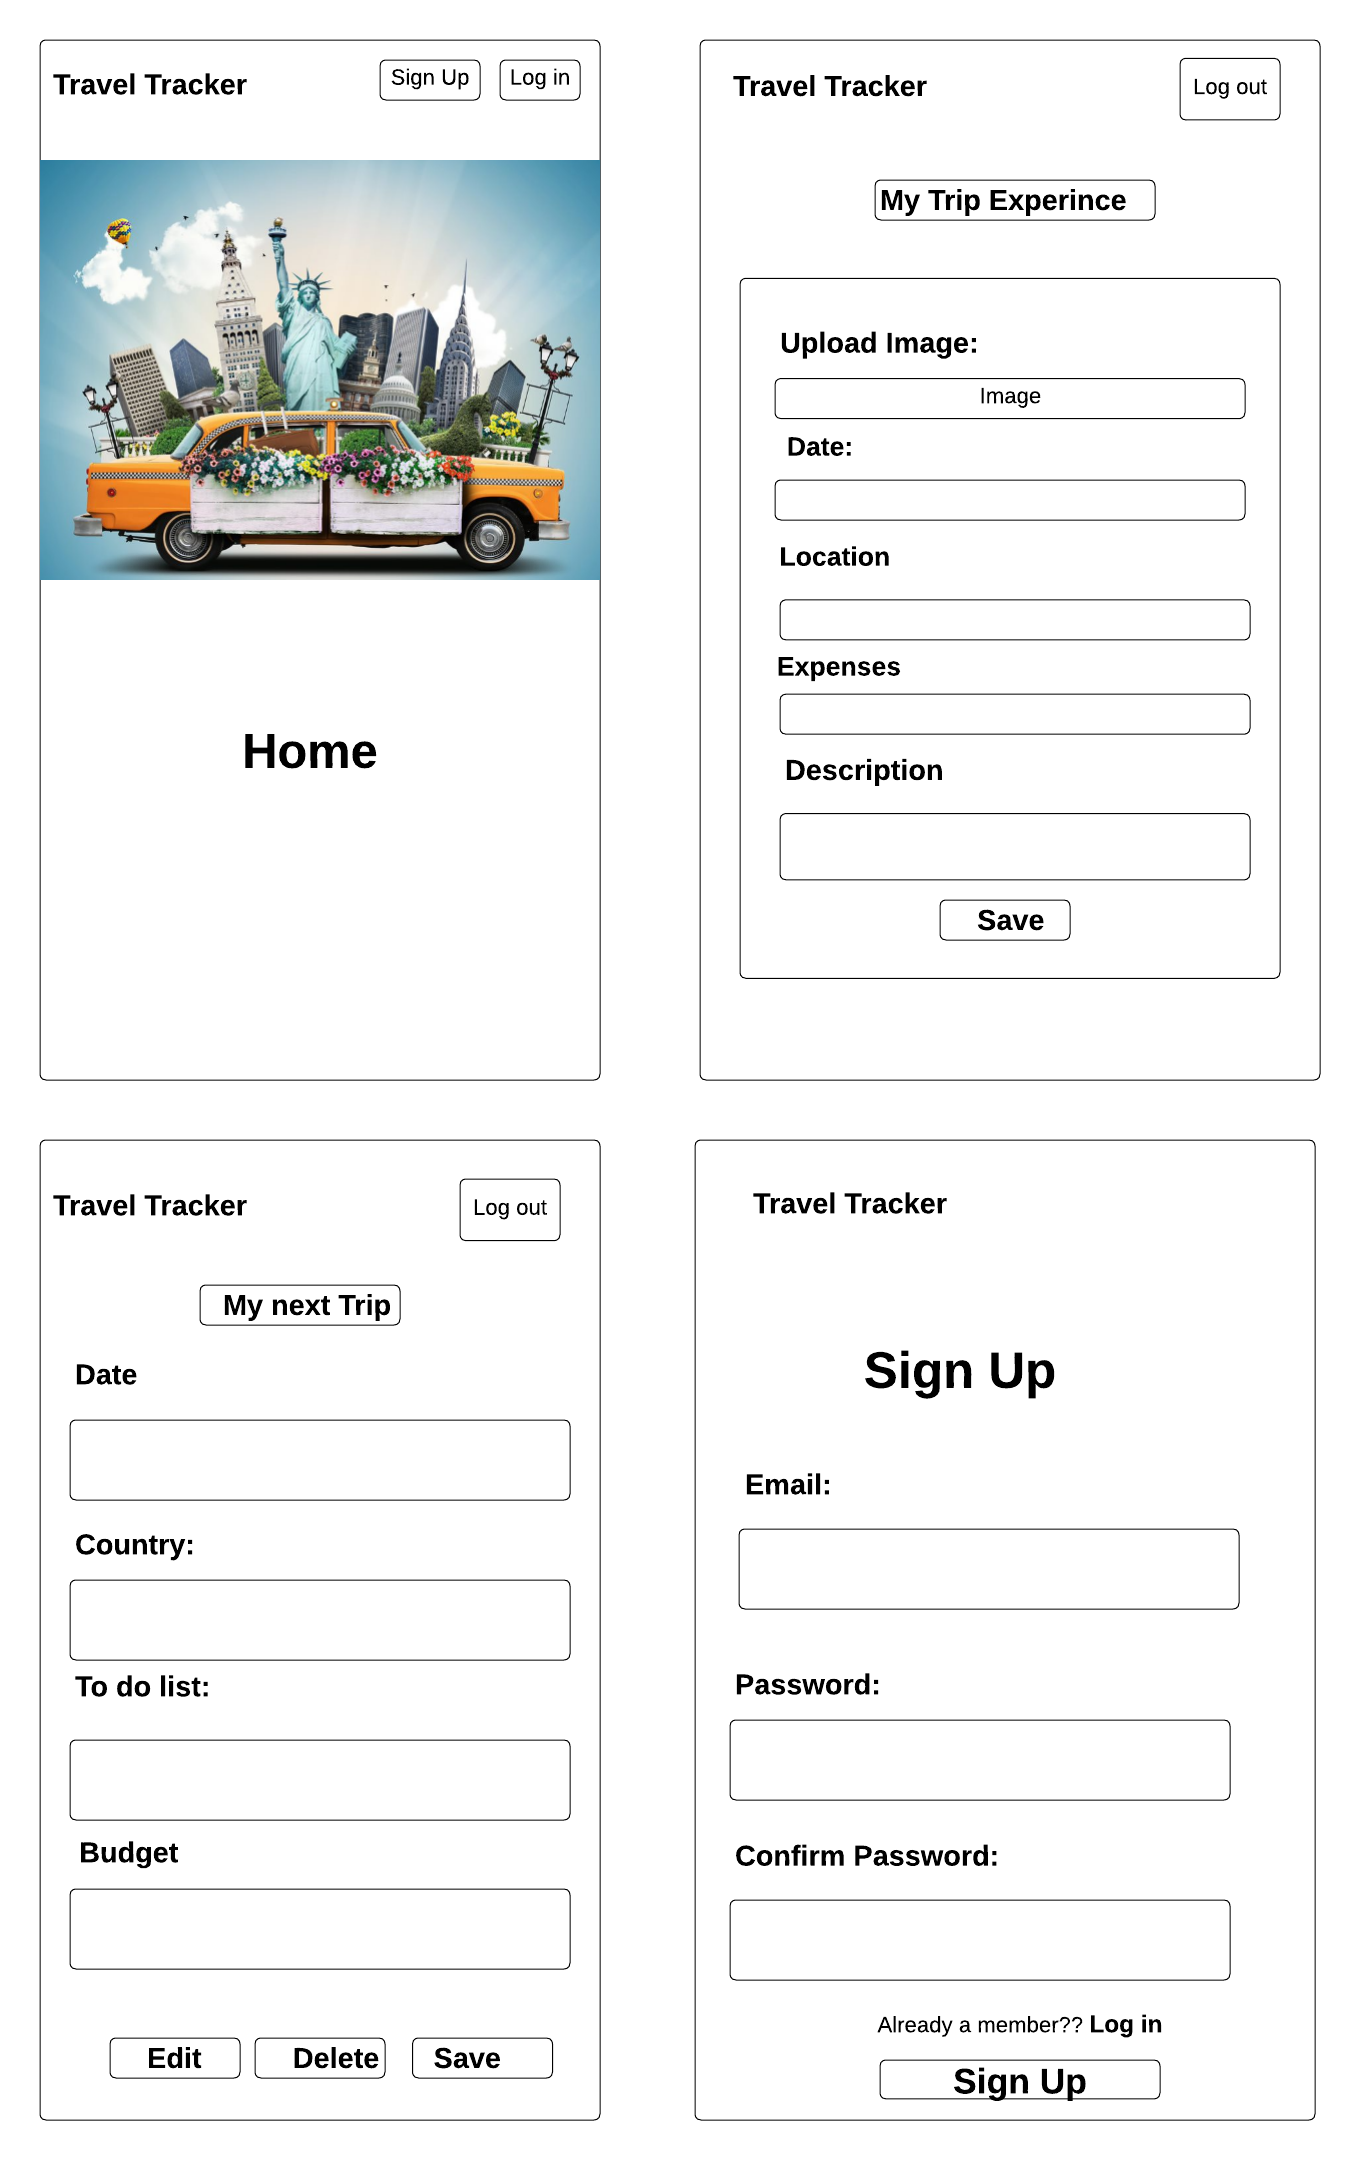 Travel Tracker
Sign Up
Log in
Home
Travel Tracker
Log out
My Trip Experince
Upload Image:
Image
Date:
Location
Expenses
Description
Save
Travel Tracker
Log out
My next Trip
Date
Country:
To do list:
Budget
Edit
Delete
Save
Travel Tracker
Sign Up
Email:
Password:
Confirm Password:
Already a member?? Log in
Sign Up